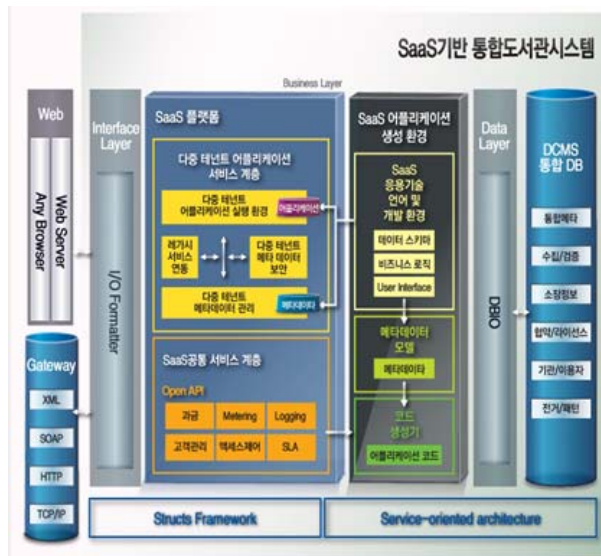 SaaS기반 통합도서관시스템
Business Layer
Web
Any Browser
Web Server
Gateway
XML
SOAP
HTTP
TCP/IP
Interface
Layer
I/O Formatter
SaaS 플랫폼
다중 테넌트 어플리케이션
서비스 계층
다중 테넌트
어플리케이션 실행 환경
어플리케이션
레가시
서비스
연동
다중 테넌트
메타 데이터
보안
다중 테넌트
메타데이터 관리
메타데이타
SaaS공통 서비스 계층
Open API
과금
Metering
Logging
고객관리
액세스제어
SLA
SaaS 어플리케이션
생성 환경
SaaS
응용기술
언어 및
개발 환경
데이터 스키마
비즈니스 로직
User Interface
메타데이터
모델
메타데이타
코드
생성기
어플리케이션 코드
Data
Layer
DBIO
DCMS
통합 DB
통합메타
수집/검증
소장정보
협약/라이선스
기관/이용자
전거/패턴
Structs Framework
Service-oriented architecture